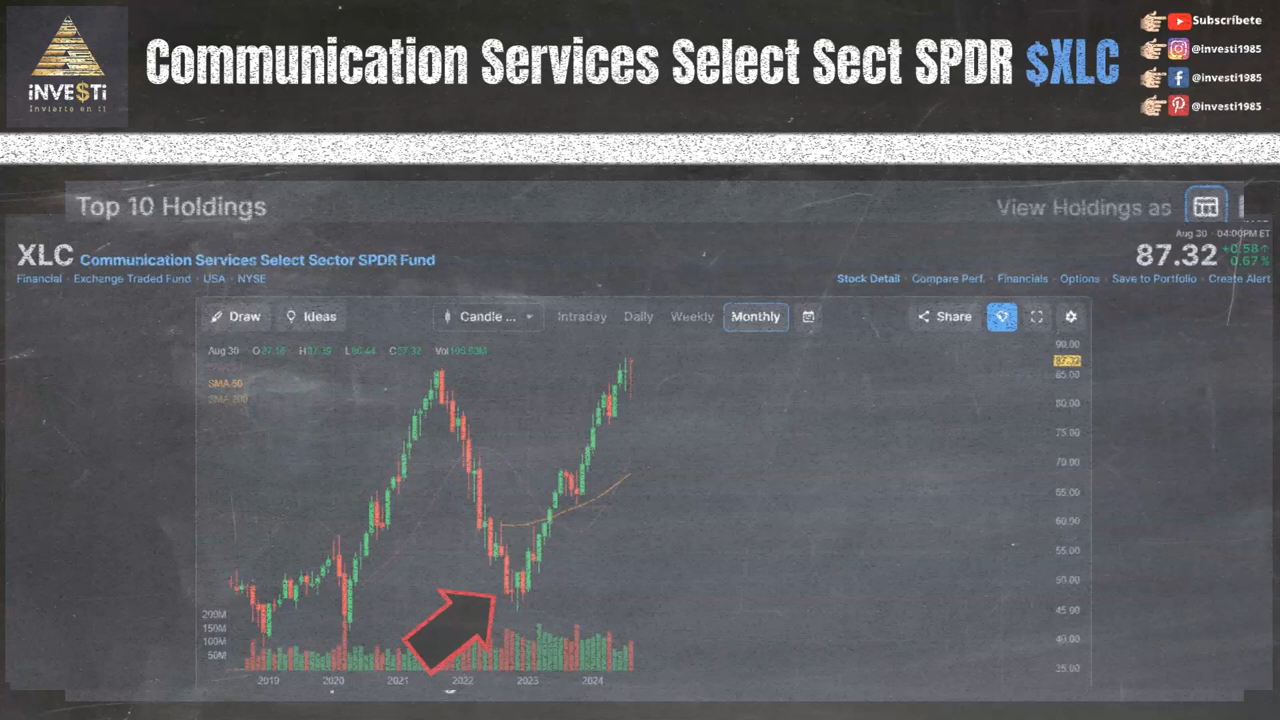 iNVE$Ti
Invierte en ti
Communication Services Select Sect SPDR $XLC
Subscríbete
@investi1985
@investi1985
@investi1985
Top 10 Holdings
View Holdings as
XLC Communication Services Select Sector SPDR Fund
Financial · Exchange Traded Fund · USA · NYSE
Aug 30 · 04:00PM ET
87.32
+0.58
0.67%
Stock Detail · Compare Perf. · Financials · Options · Save to Portfolio · Create Alert
Draw Ideas Candle ... Intraday Daily Weekly Monthly Share
Aug 30
SMA 50
SMA 200
90.00
87.32
85.00
80.00
75.00
70.00
65.00
60.00
55.00
50.00
45.00
40.00
35.00
200M
150M
100M
50M
2019 2020 2021 2022 2023 2024